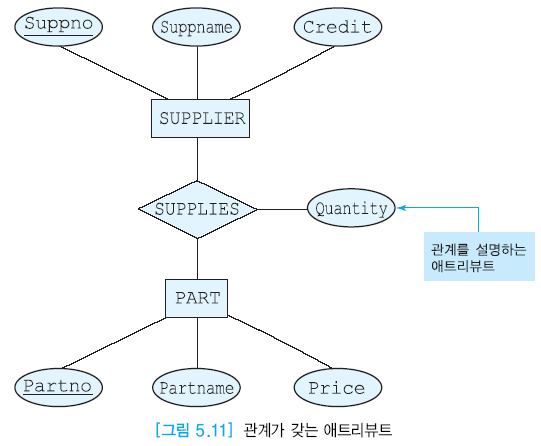 Suppno
Suppname
Credit
SUPPLIER
SUPPLIES
Quantity
관계를 설명하는
애트리뷰트
PART
Partno
Partname
Price
[그림 5.11] 관계가 갖는 애트리뷰트